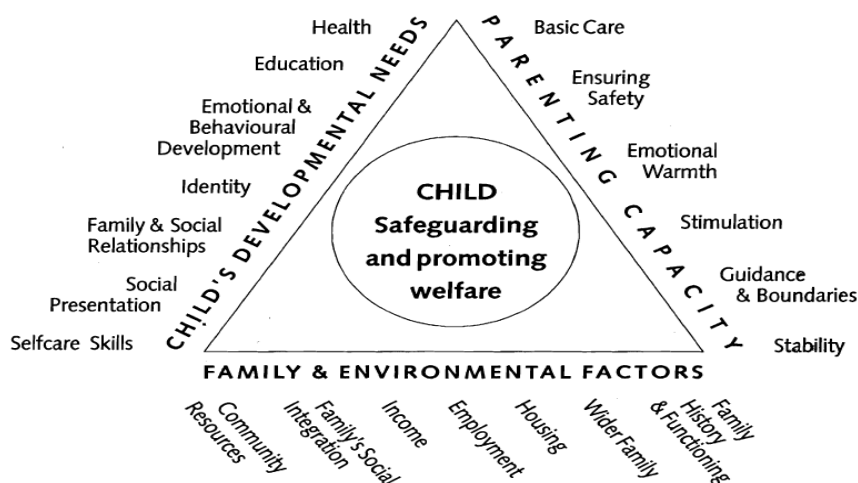 CHILD'S DEVELOPMENTAL NEEDS
Health
Education
Emotional &
Behavioural
Development
Identity
Family & Social
Relationships
Social
Presentation
Selfcare Skills
PARENTING CAPACITY
Basic Care
Ensuring
Safety
Emotional
Warmth
Stimulation
Guidance
& Boundaries
Stability
CHILD
Safeguarding
and promoting
welfare
FAMILY & ENVIRONMENTAL FACTORS
Community
Resources
Family's Social
Integration
Income
Employment
Housing
Wider Family
Family
History
& Functioning